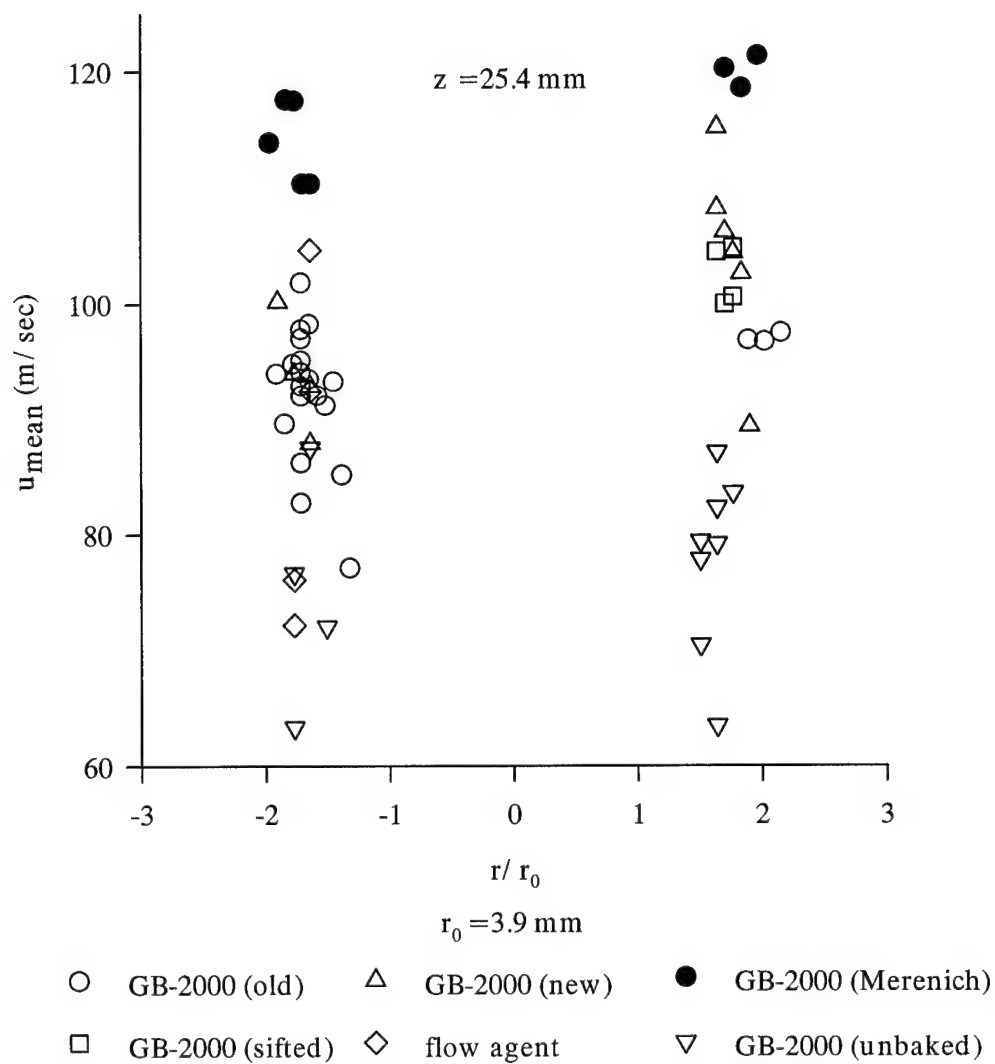 120
z =25.4 mm
100
u_mean (m/ sec)
80
60
-3 -2 -1 0 1 2 3
r/ r_0
r_0 =3.9 mm
GB-2000 (old) GB-2000 (new) GB-2000 (Merenich)
GB-2000 (sifted) flow agent GB-2000 (unbaked)